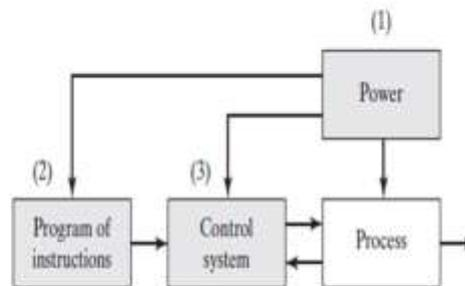 (1)
Power
(2)
(3)
Program of
instructions
Control
system
Process